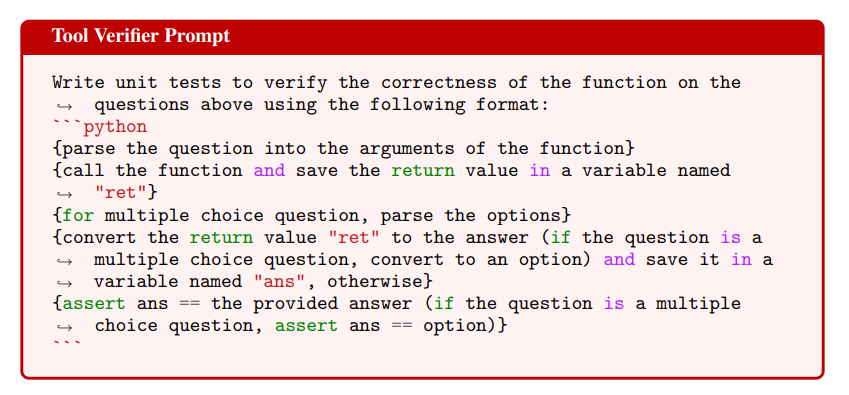 Tool Verifier Prompt
Write unit tests to verify the correctness of the function on the
↪ questions above using the following format:
```python
{parse the question into the arguments of the function}
{call the function and save the return value in a variable named
↪ "ret"}
{for multiple choice question, parse the options}
{convert the return value "ret" to the answer (if the question is a
↪ multiple choice question, convert to an option) and save it in a
↪ variable named "ans", otherwise}
{assert ans == the provided answer (if the question is a multiple
↪ choice question, assert ans == option)}
```